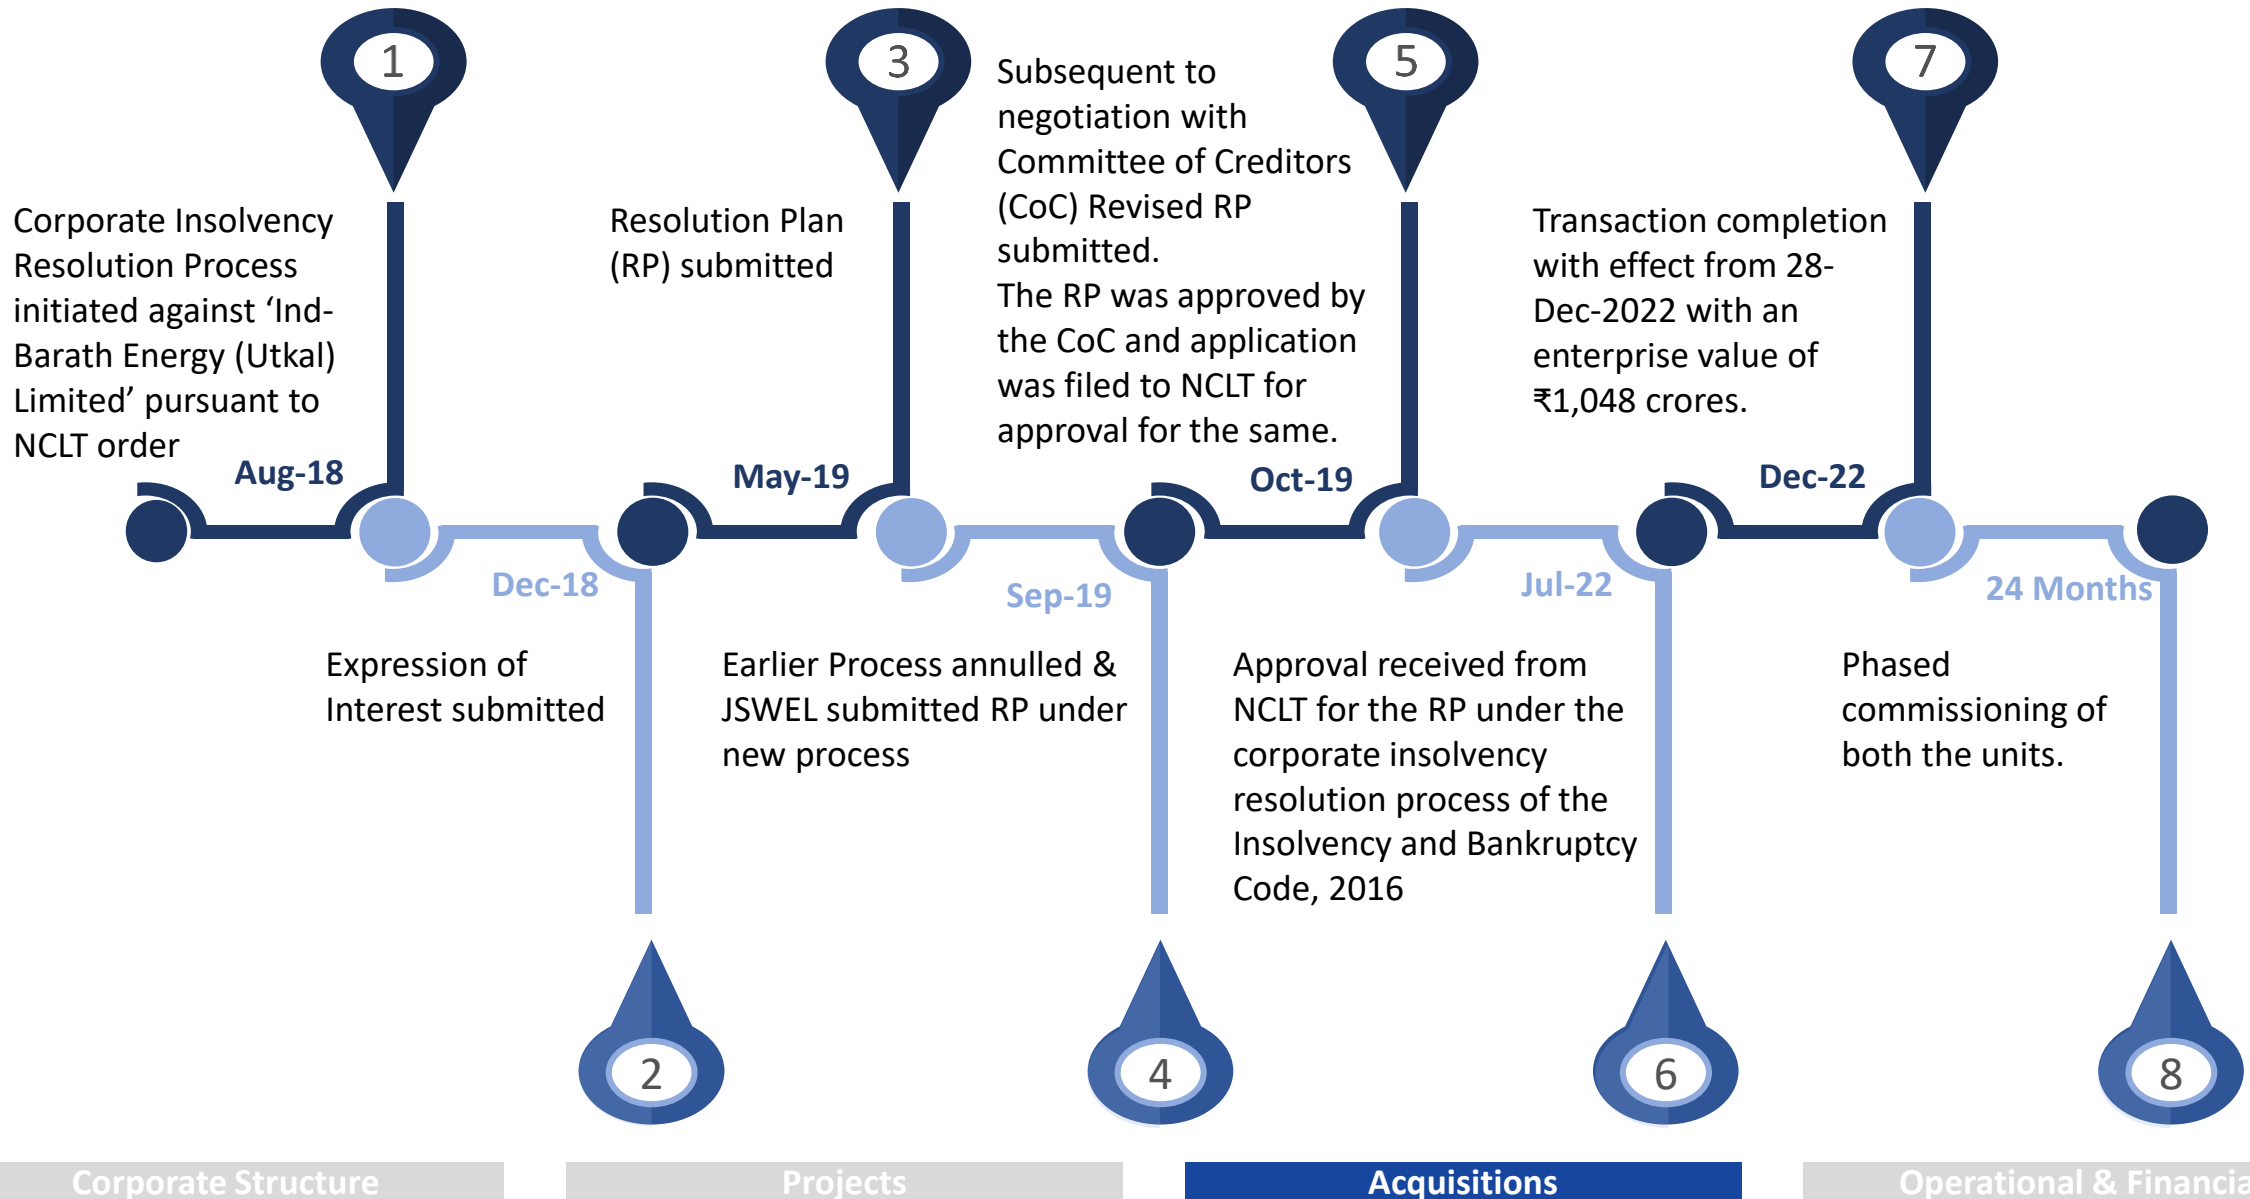 1
Corporate Insolvency
Resolution Process
initiated against ‘Ind-
Barath Energy (Utkal)
Limited’ pursuant to
NCLT order
Aug-18
2
Dec-18
Expression of
Interest submitted
3
Resolution Plan
(RP) submitted
May-19
4
Sep-19
Earlier Process annulled &
JSWEL submitted RP under
new process
5
Subsequent to
negotiation with
Committee of Creditors
(CoC) Revised RP
submitted.
The RP was approved by
the CoC and application
was filed to NCLT for
approval for the same.
Oct-19
6
Jul-22
Approval received from
NCLT for the RP under the
corporate insolvency
resolution process of the
Insolvency and Bankruptcy
Code, 2016
7
Transaction completion
with effect from 28-
Dec-2022 with an
enterprise value of
₹1,048 crores.
Dec-22
8
24 Months
Phased
commissioning of
both the units.
Corporate Structure
Projects
Acquisitions
Operational &